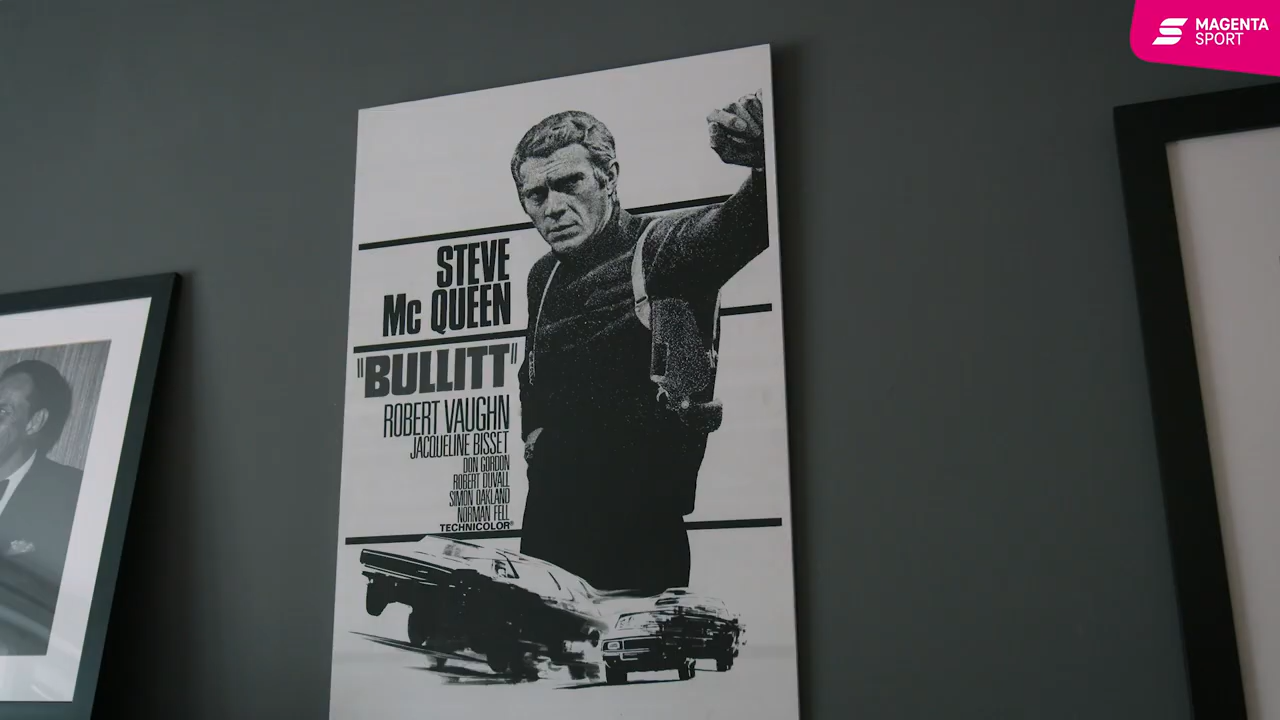 MAGENTA
SPORT
STEVE
Mc QUEEN
"BULLITT"
ROBERT VAUGHN
JACQUELINE BISSET
DON GORDON
ROBERT DUVALL
SIMON OAKLAND
NORMAN FELL
TECHNICOLOR®